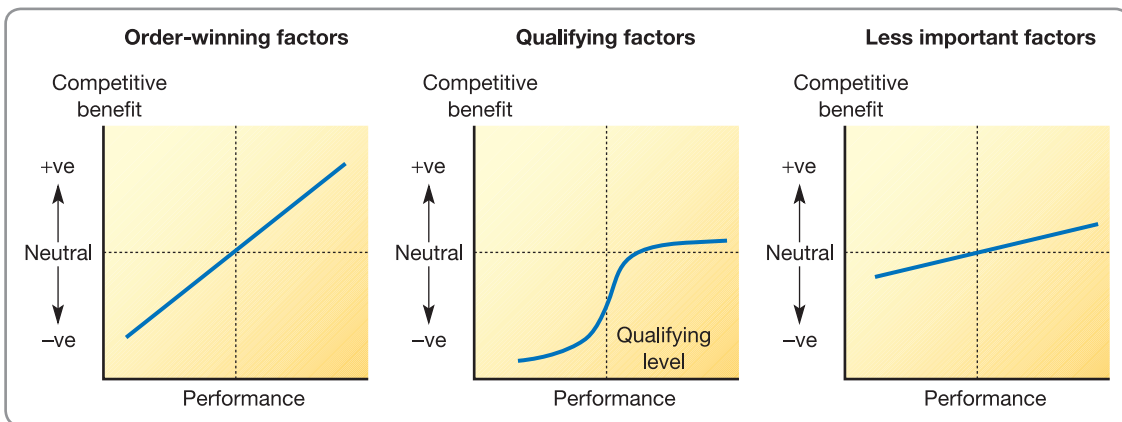 Order-winning factors
Competitive
benefit
+ve
Neutral
–ve
Performance
Qualifying factors
Competitive
benefit
+ve
Neutral
–ve
Qualifying
level
Performance
Less important factors
Competitive
benefit
+ve
Neutral
–ve
Performance